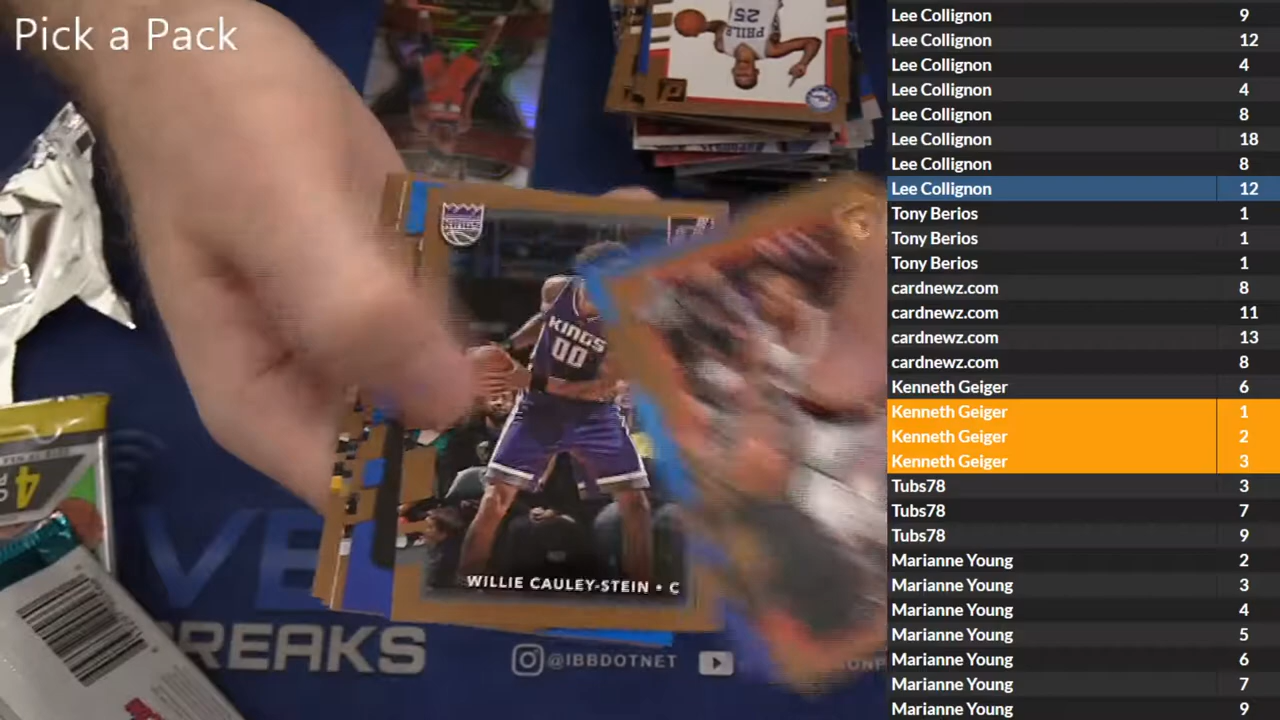 Pick a Pack
PHILA
25
KINGS
00
WILLIE CAULEY-STEIN • C
4
REAKS
@IBBDOTNET
Lee Collignon 9
Lee Collignon 12
Lee Collignon 4
Lee Collignon 4
Lee Collignon 8
Lee Collignon 18
Lee Collignon 8
Lee Collignon 12
Tony Berios 1
Tony Berios 1
Tony Berios 1
cardnewz.com 8
cardnewz.com 11
cardnewz.com 13
cardnewz.com 8
Kenneth Geiger 6
Kenneth Geiger 1
Kenneth Geiger 2
Kenneth Geiger 3
Tubs78 3
Tubs78 7
Tubs78 9
Marianne Young 2
Marianne Young 3
Marianne Young 4
Marianne Young 5
Marianne Young 6
Marianne Young 7
Marianne Young 9